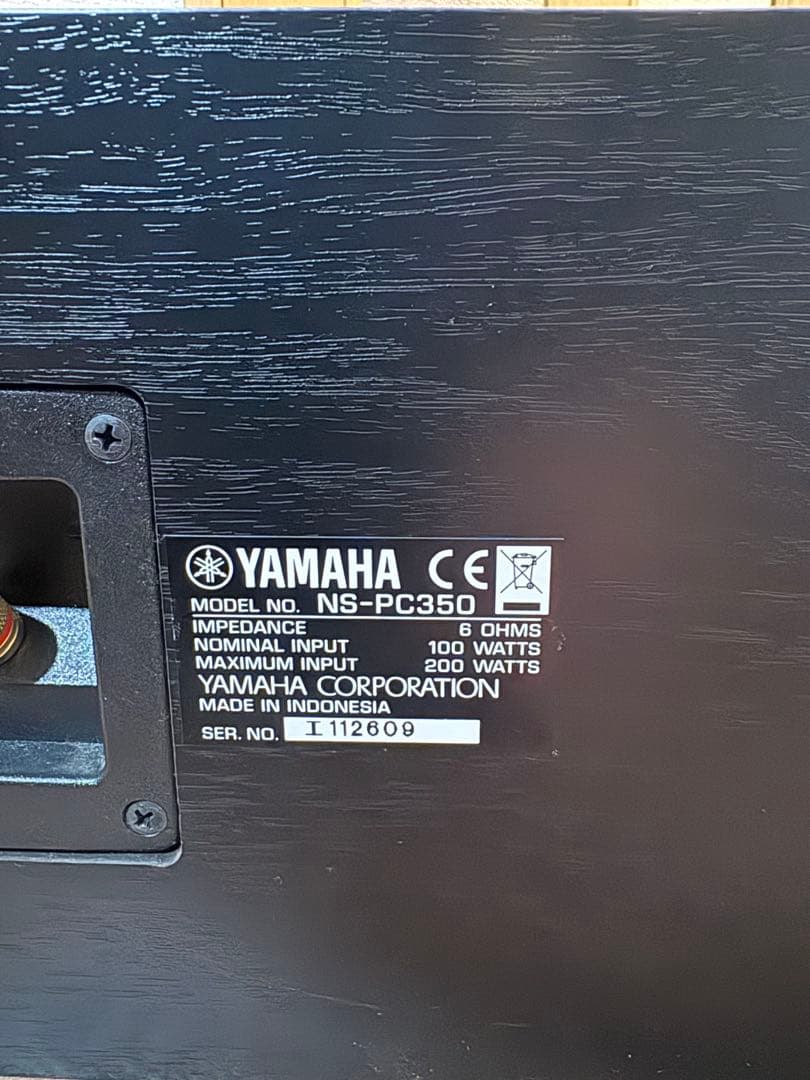 YAMAHA CE
MODEL NO. NS-PC350
IMPEDANCE 6 OHMS
NOMINAL INPUT 100 WATTS
MAXIMUM INPUT 200 WATTS
YAMAHA CORPORATION
MADE IN INDONESIA
SER. NO. I 112609